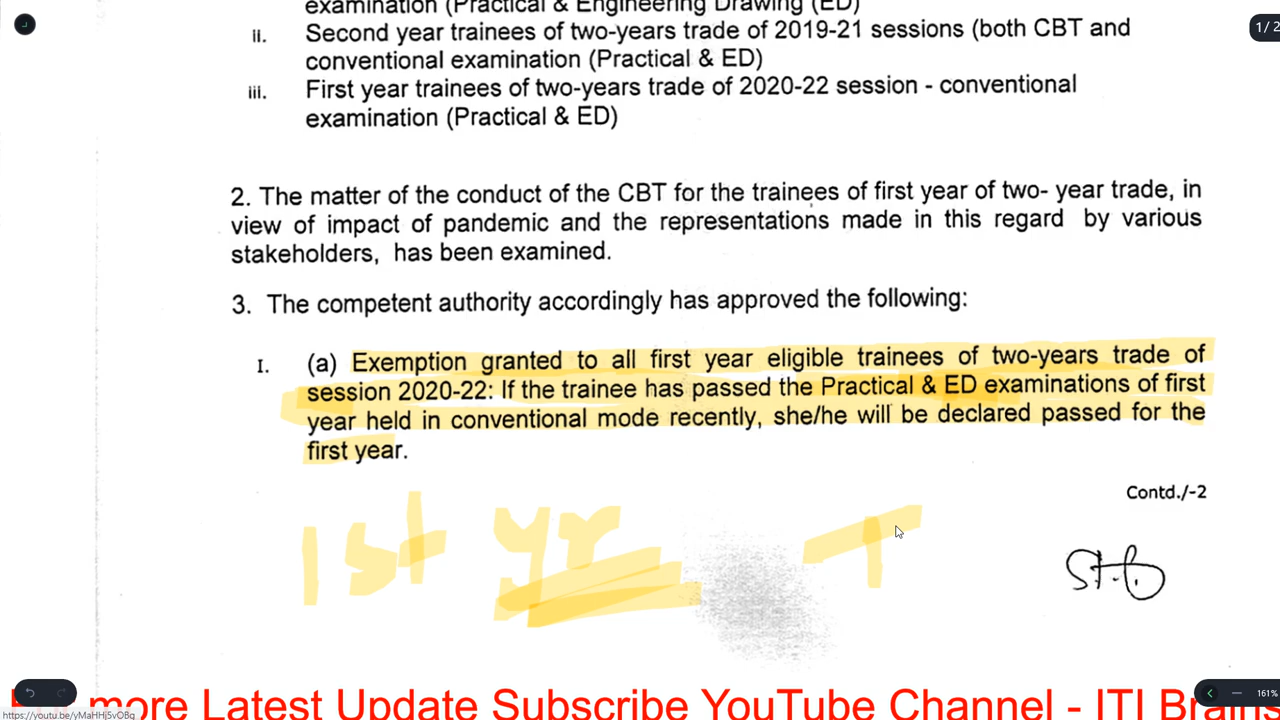 examination (Practical & Engineering Drawing (ED)
ii. Second year trainees of two-years trade of 2019-21 sessions (both CBT and
conventional examination (Practical & ED)
iii. First year trainees of two-years trade of 2020-22 session - conventional
examination (Practical & ED)
2. The matter of the conduct of the CBT for the trainees of first year of two- year trade, in
view of impact of pandemic and the representations made in this regard by various
stakeholders, has been examined.
3. The competent authority accordingly has approved the following:
I. (a) Exemption granted to all first year eligible trainees of two-years trade of
session 2020-22: If the trainee has passed the Practical & ED examinations of first
year held in conventional mode recently, she/he will be declared passed for the
first year.
Contd./-2
1st yr T
more Latest Update Subscribe YouTube Channel - ITI Brains
https://youtu.be/yMaHHj5vOBq
1/2
161%